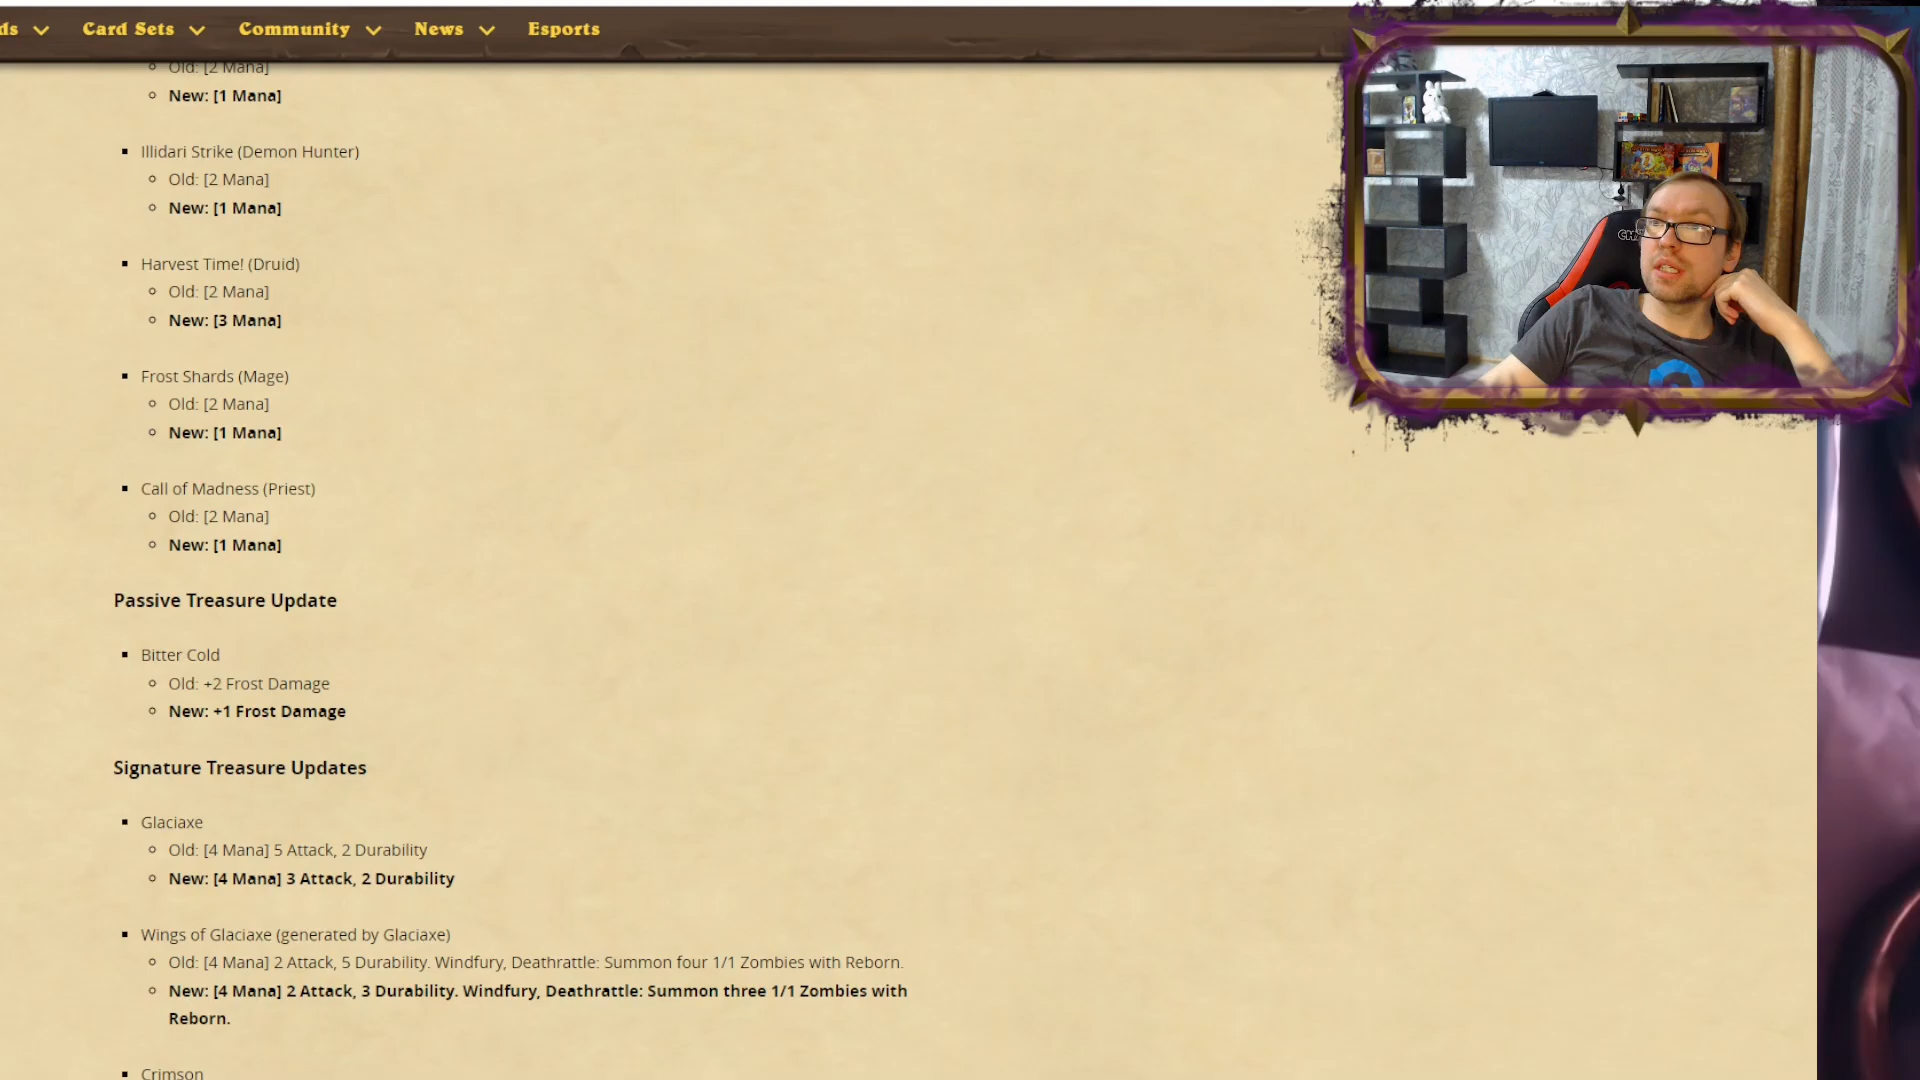 ds Card Sets Community News Esports
Old: [2 Mana]
New: [1 Mana]
Illidari Strike (Demon Hunter)
Old: [2 Mana]
New: [1 Mana]
Harvest Time! (Druid)
Old: [2 Mana]
New: [3 Mana]
Frost Shards (Mage)
Old: [2 Mana]
New: [1 Mana]
Call of Madness (Priest)
Old: [2 Mana]
New: [1 Mana]
Passive Treasure Update
Bitter Cold
Old: +2 Frost Damage
New: +1 Frost Damage
Signature Treasure Updates
Glaciaxe
Old: [4 Mana] 5 Attack, 2 Durability
New: [4 Mana] 3 Attack, 2 Durability
Wings of Glaciaxe (generated by Glaciaxe)
Old: [4 Mana] 2 Attack, 5 Durability. Windfury, Deathrattle: Summon four 1/1 Zombies with Reborn.
New: [4 Mana] 2 Attack, 3 Durability. Windfury, Deathrattle: Summon three 1/1 Zombies with
Reborn.
Crimson